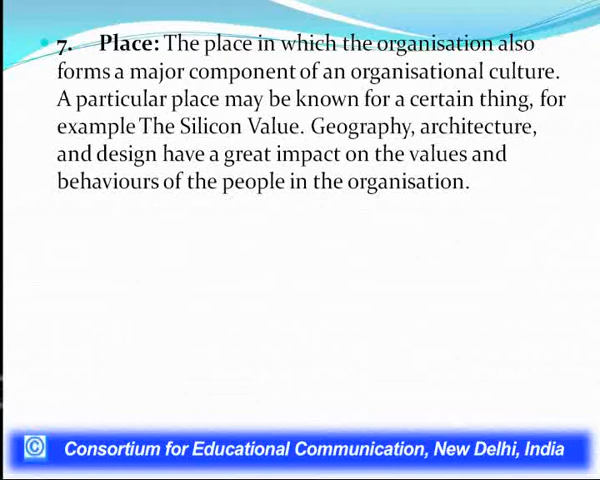 7. Place: The place in which the organisation also
forms a major component of an organisational culture.
A particular place may be known for a certain thing, for
example The Silicon Value. Geography, architecture,
and design have a great impact on the values and
behaviours of the people in the organisation.
© Consortium for Educational Communication, New Delhi, India